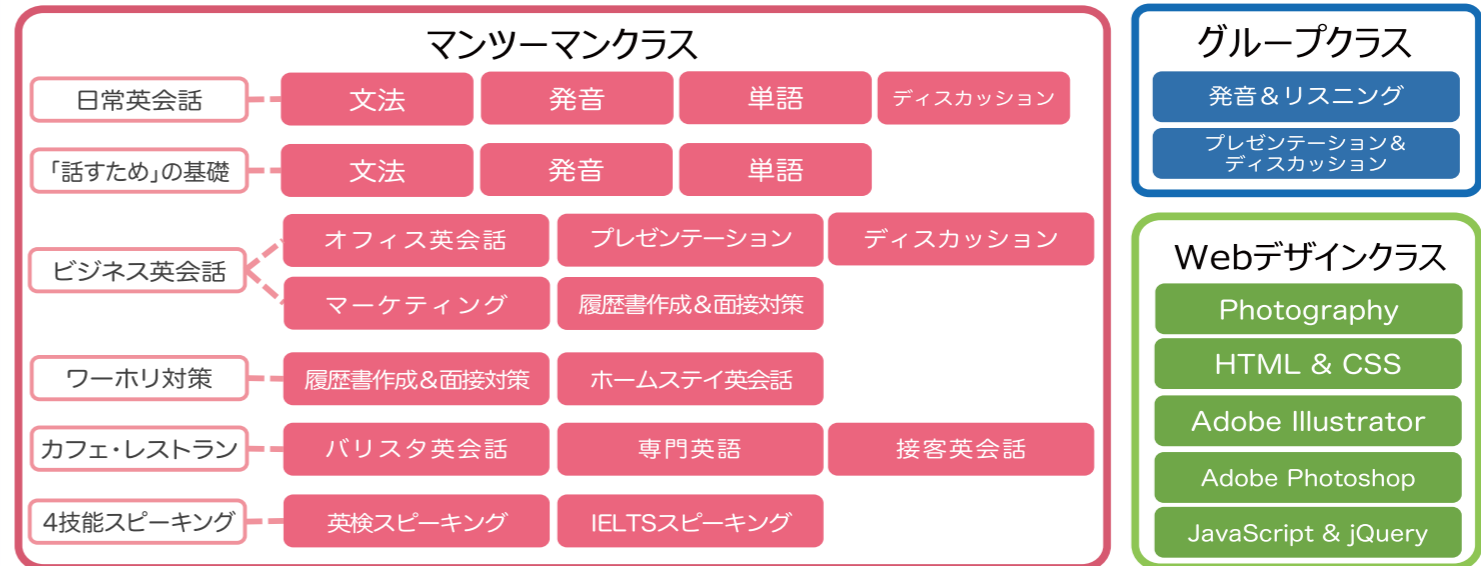 マンツーマンクラス
日常英会話
文法
発音
単語
ディスカッション
「話すため」の基礎
文法
発音
単語
ビジネス英会話
オフィス英会話
プレゼンテーション
ディスカッション
マーケティング
履歴書作成&面接対策
ワーホリ対策
履歴書作成&面接対策
ホームステイ英会話
カフェ・レストラン
バリスタ英会話
専門英語
接客英会話
4技能スピーキング
英検スピーキング
IELTSスピーキング
グループクラス
発音&リスニング
プレゼンテーション&
ディスカッション
Webデザインクラス
Photography
HTML & CSS
Adobe Illustrator
Adobe Photoshop
JavaScript & jQuery